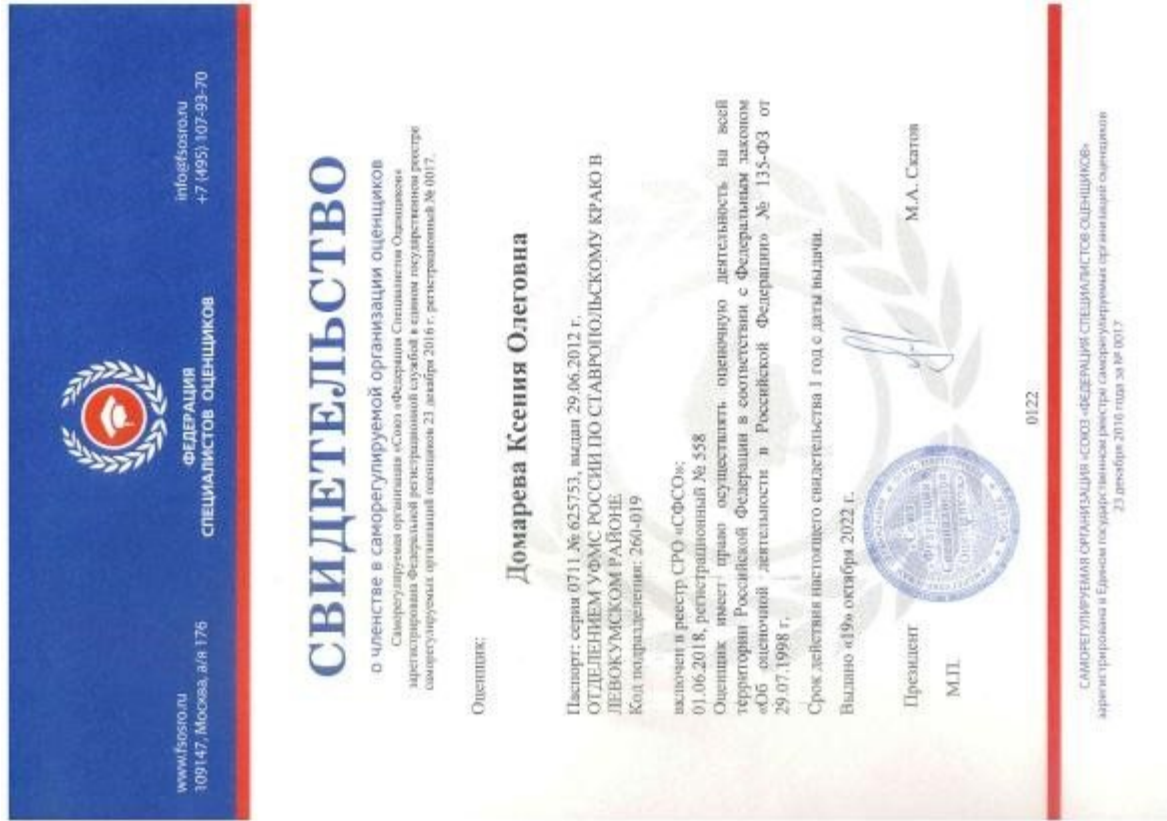 www.fsosro.ru
109147, Москва, а/я 176
ФЕДЕРАЦИЯ
СПЕЦИАЛИСТОВ ОЦЕНЩИКОВ
info@fsosro.ru
+7 (495) 107-93-70
СВИДЕТЕЛЬСТВО
о членстве в саморегулируемой организации оценщиков
Саморегулируемая организация «Союз «Федерация Специалистов Оценщиков»
зарегистрирована Федеральной регистрационной службой в едином государственном реестре
саморегулируемых организаций оценщиков 23 декабря 2016 г. регистрационный № 0017.
Оценщик:
Домарева Ксения Олеговна
Паспорт: серия 0711 № 625753, выдан 29.06.2012 г.
ОТДЕЛЕНИЕМ УФМС РОССИИ ПО СТАВРОПОЛЬСКОМУ КРАЮ В
ЛЕВОКУМСКОМ РАЙОНЕ
Код подразделения: 260-019
включен в реестр СРО «СФСО»:
01.06.2018, регистрационный № 558
Оценщик имеет право осуществлять оценочную деятельность на всей
территории Российской Федерации в соответствии с Федеральным законом
«Об оценочной деятельности в Российской Федерации» № 135-ФЗ от
29.07.1998 г.
Срок действия настоящего свидетельства 1 год с даты выдачи.
Выдано «19» октября 2022 г.
Президент
М.А. Скатов
М.П.
0122
САМОРЕГУЛИРУЕМАЯ ОРГАНИЗАЦИЯ «СОЮЗ «ФЕДЕРАЦИЯ СПЕЦИАЛИСТОВ ОЦЕНЩИКОВ»
зарегистрирована в Едином государственном реестре саморегулируемых организаций оценщиков
23 декабря 2016 года за № 0017